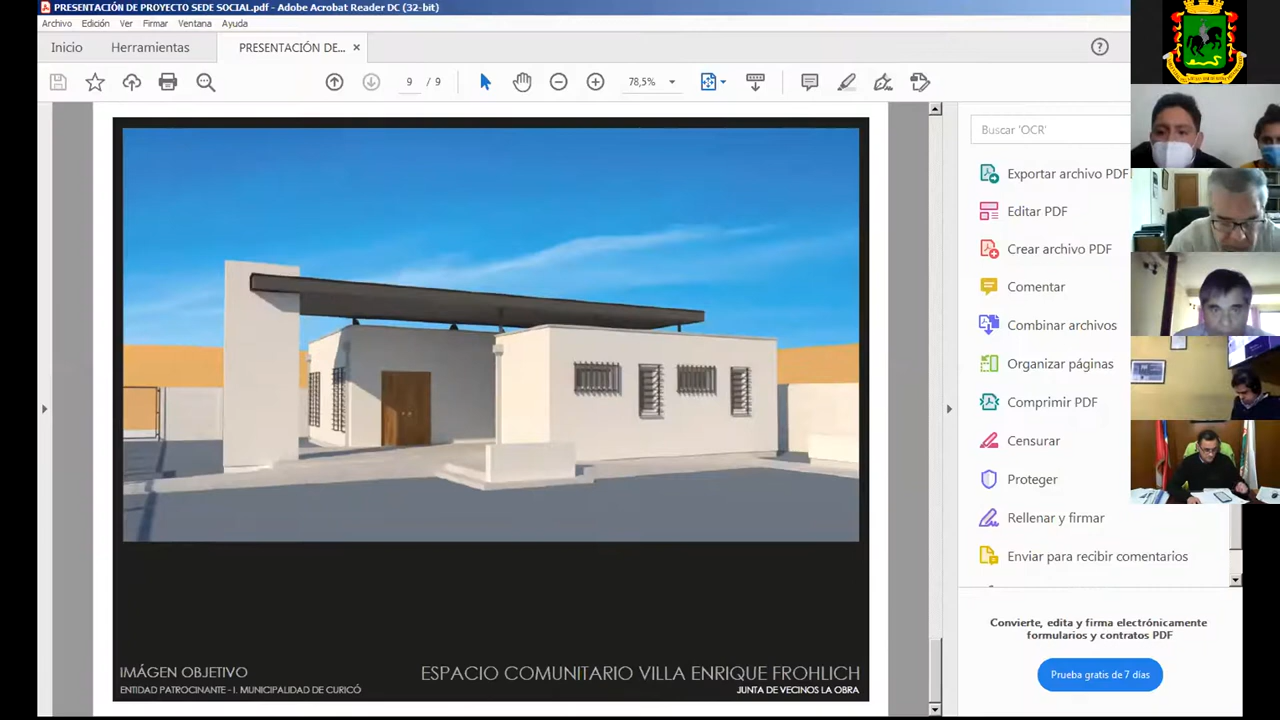 PRESENTACIÓN DE PROYECTO SEDE SOCIAL.pdf - Adobe Acrobat Reader DC (32-bit)
Archivo Edición Ver Firmar Ventana Ayuda
Inicio Herramientas PRESENTACIÓN DE... ×
9 / 9 78,5%
Buscar 'OCR'
Exportar archivo PDF
Editar PDF
Crear archivo PDF
Comentar
Combinar archivos
Organizar páginas
Comprimir PDF
Censurar
Proteger
Rellenar y firmar
Enviar para recibir comentarios
Convierte, edita y firma electrónicamente
formularios y contratos PDF
Prueba gratis de 7 días
IMÁGEN OBJETIVO
ENTIDAD PATROCINANTE - I. MUNICIPALIDAD DE CURICÓ
ESPACIO COMUNITARIO VILLA ENRIQUE FROHLICH
JUNTA DE VECINOS LA OBRA